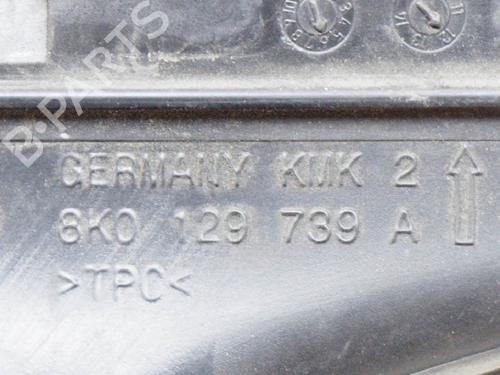 B-PARTS
GERMANY KMK 2
8K0 129 739 A
>TPC<